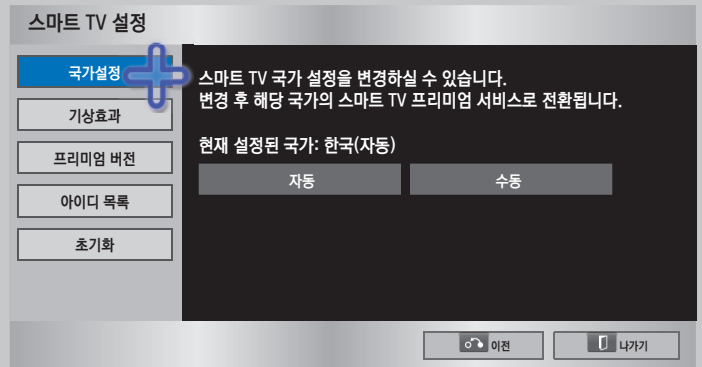 스마트 TV 설정
국가설정
기상효과
프리미엄 버전
아이디 목록
초기화
스마트 TV 국가 설정을 변경하실 수 있습니다.
변경 후 해당 국가의 스마트 TV 프리미엄 서비스로 전환됩니다.
현재 설정된 국가: 한국(자동)
자동
수동
이전
나가기